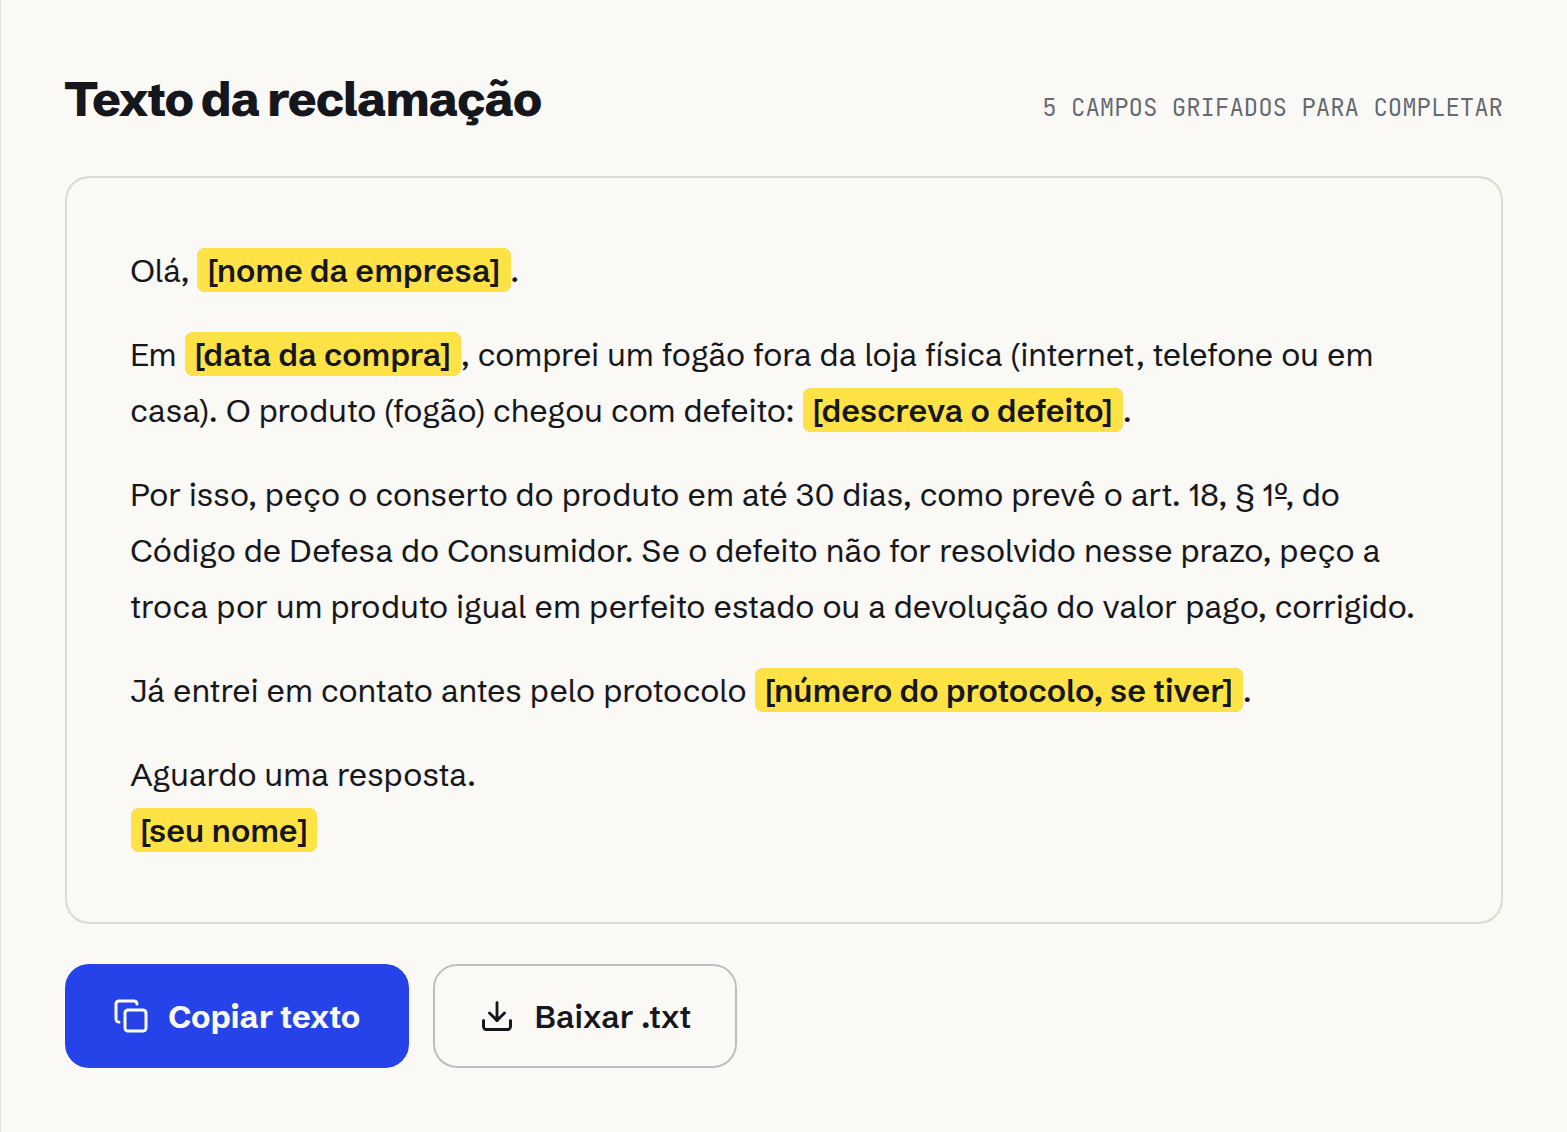 Texto da reclamação
5 CAMPOS GRIFADOS PARA COMPLETAR
Olá, [nome da empresa].
Em [data da compra], comprei um fogão fora da loja física (internet, telefone ou em
casa). O produto (fogão) chegou com defeito: [descreva o defeito].
Por isso, peço o conserto do produto em até 30 dias, como prevê o art. 18, § 1º, do
Código de Defesa do Consumidor. Se o defeito não for resolvido nesse prazo, peço a
troca por um produto igual em perfeito estado ou a devolução do valor pago, corrigido.
Já entrei em contato antes pelo protocolo [número do protocolo, se tiver].
Aguardo uma resposta.
[seu nome]
Copiar texto
Baixar .txt